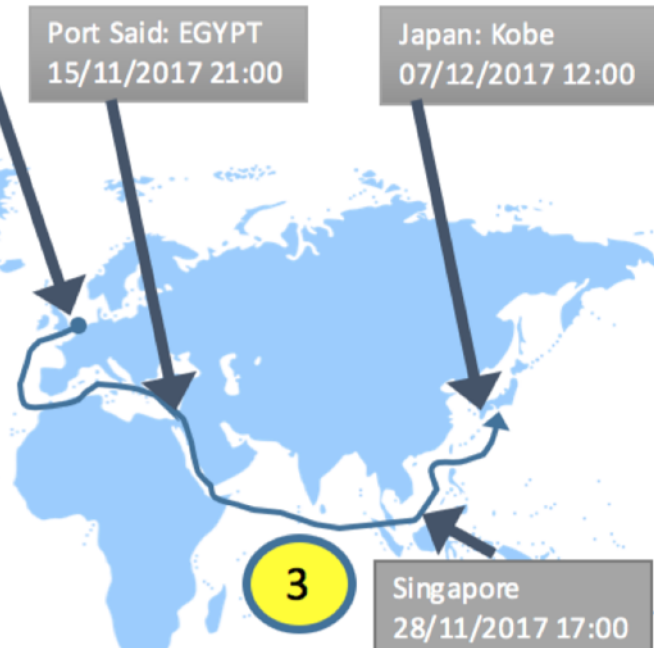 Port Said: EGYPT
15/11/2017 21:00
Japan: Kobe
07/12/2017 12:00
3
Singapore
28/11/2017 17:00